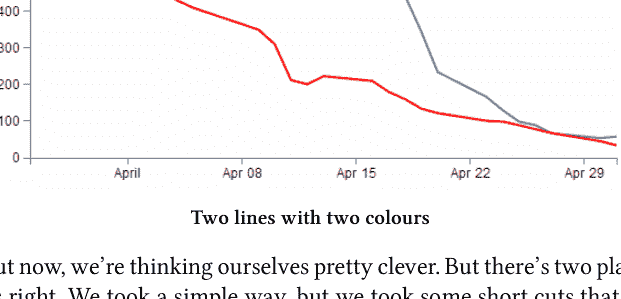 400
300
200
100
0
April Apr 08 Apr 15 Apr 22 Apr 29
Two lines with two colours
now, we're thinking ourselves pretty clever. But there's two
right. We took a simple way, but we took some short cuts that